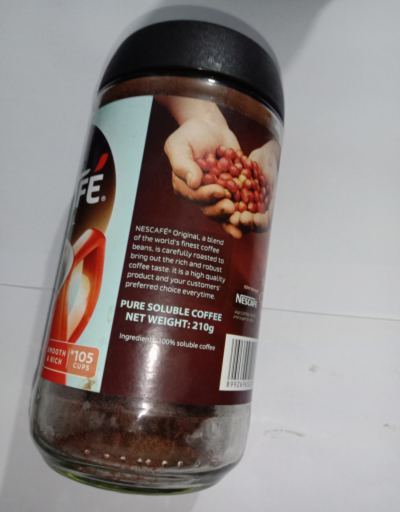 FÉ®
NESCAFÉ® Original, a blend
of the world's finest coffee
beans, is carefully roasted to
bring out the rich and robust
coffee taste. It is a high quality
product and your customers'
preferred choice everytime.
PURE SOLUBLE COFFEE
NET WEIGHT: 210g
Ingredients: 100% soluble coffee
SMOOTH
& RICH
*105
CUPS
NESCAFÉ